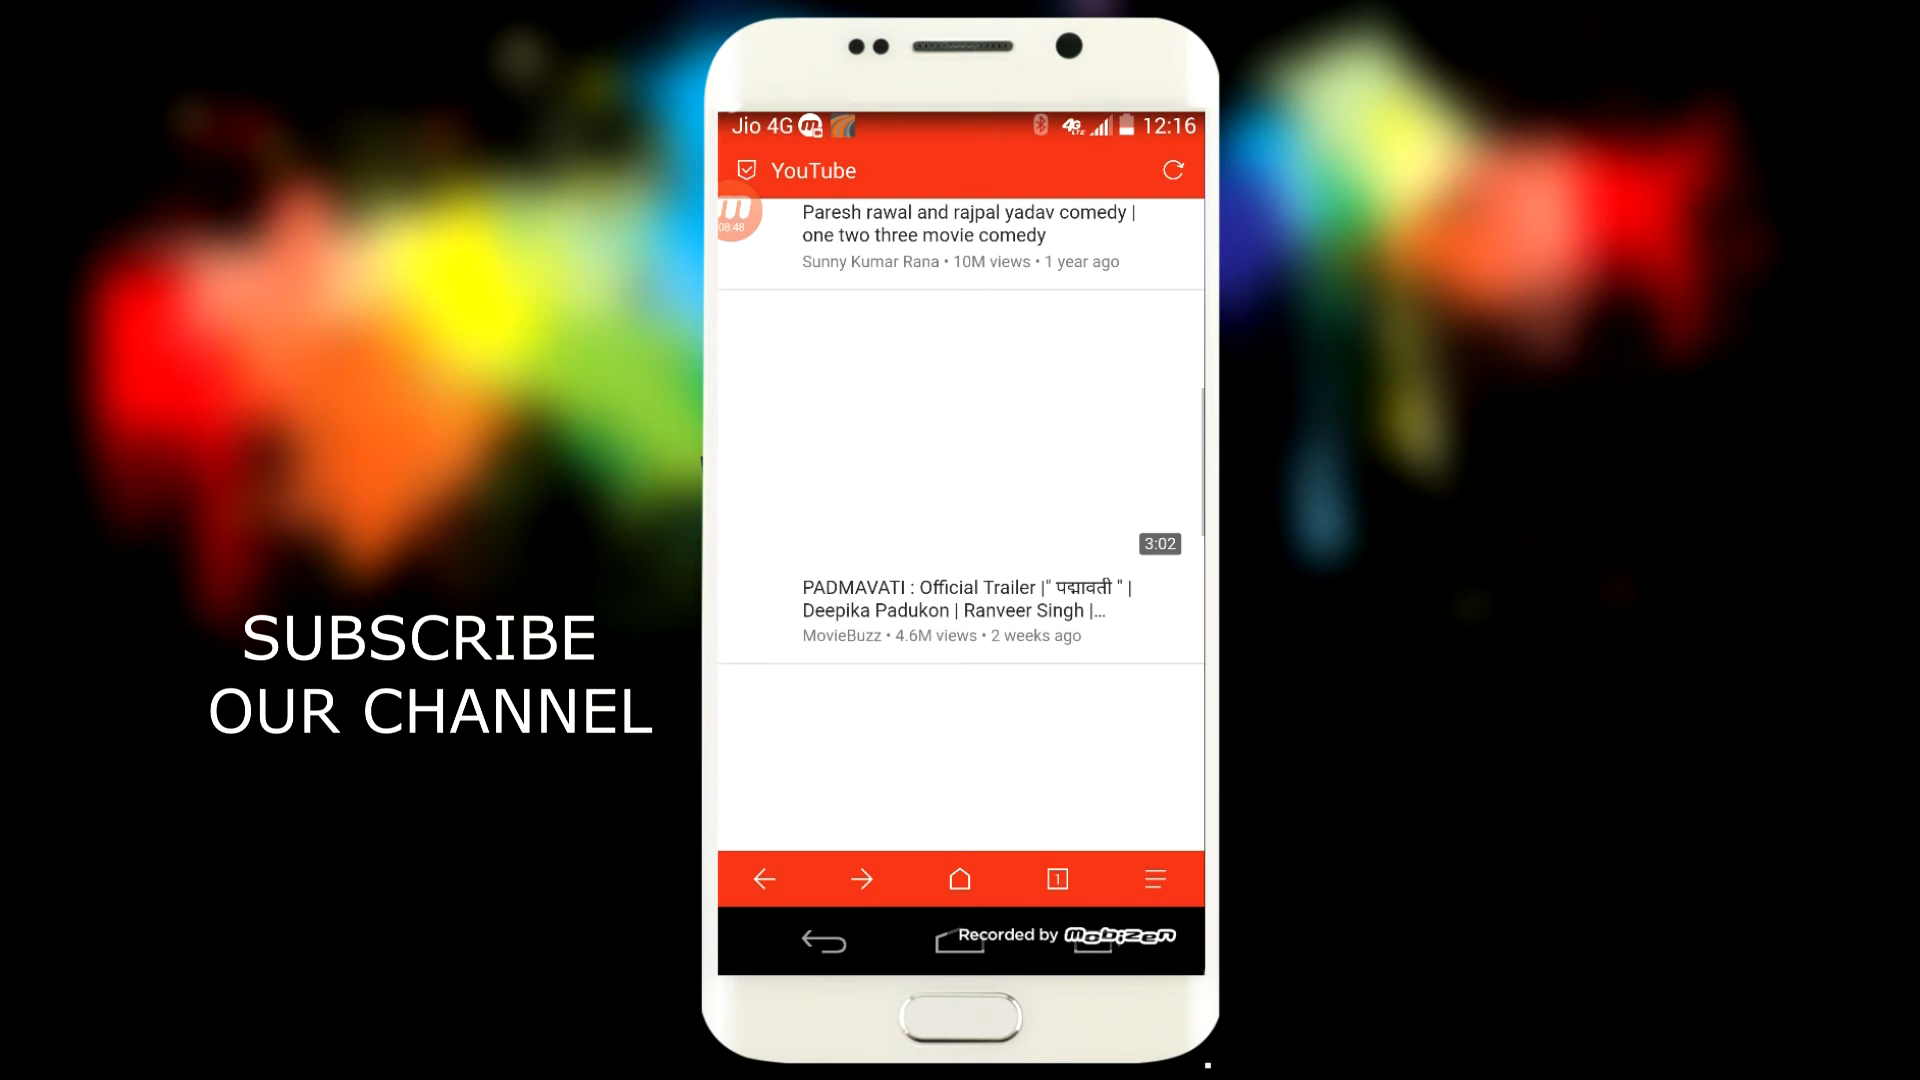 Jio 4G
12:16
YouTube
08:48
Paresh rawal and rajpal yadav comedy |
one two three movie comedy
Sunny Kumar Rana • 10M views • 1 year ago
3:02
PADMAVATI : Official Trailer |" पद्मावती " |
Deepika Padukon | Ranveer Singh |...
MovieBuzz • 4.6M views • 2 weeks ago
SUBSCRIBE
OUR CHANNEL
1
Recorded by Mobizen